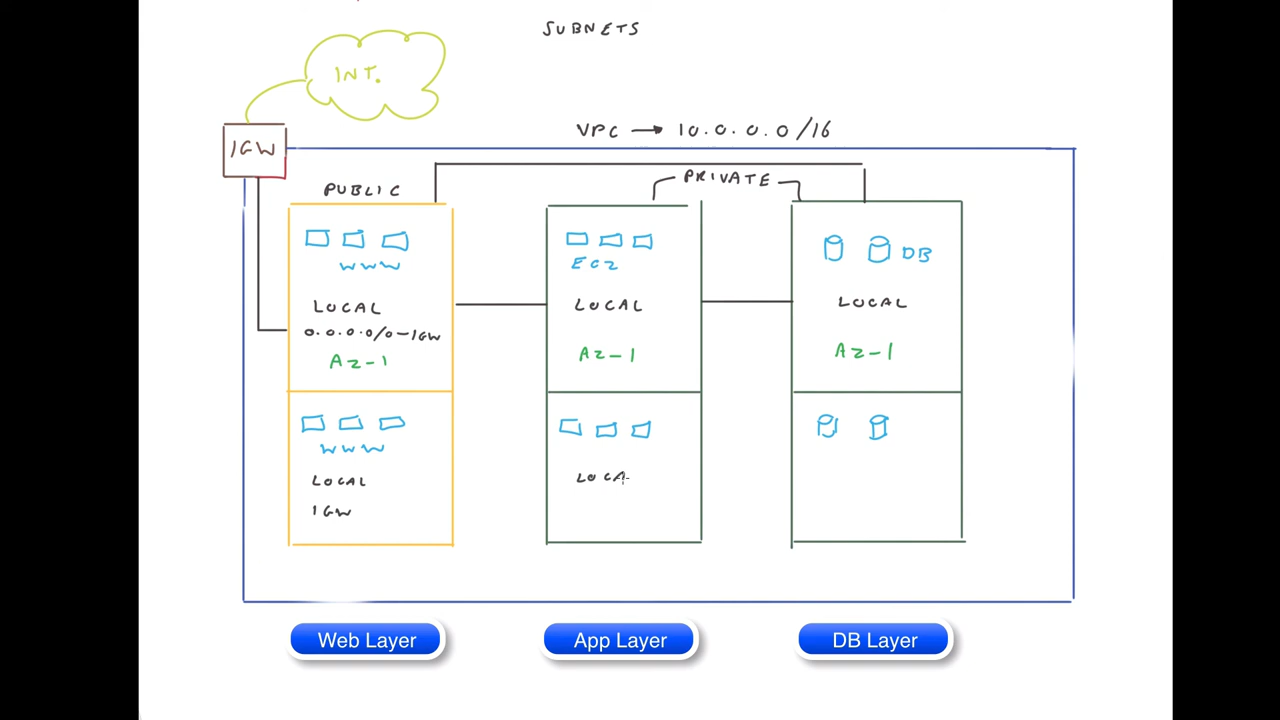 SUBNETS
INT.
IGW
VPC → 10.0.0.0/16
PUBLIC
PRIVATE
WWW
LOCAL
0.0.0.0/0-IGW
AZ-1
EC2
LOCAL
AZ-1
DB
LOCAL
AZ-1
WWW
LOCAL
IGW
LOCA
Web Layer
App Layer
DB Layer